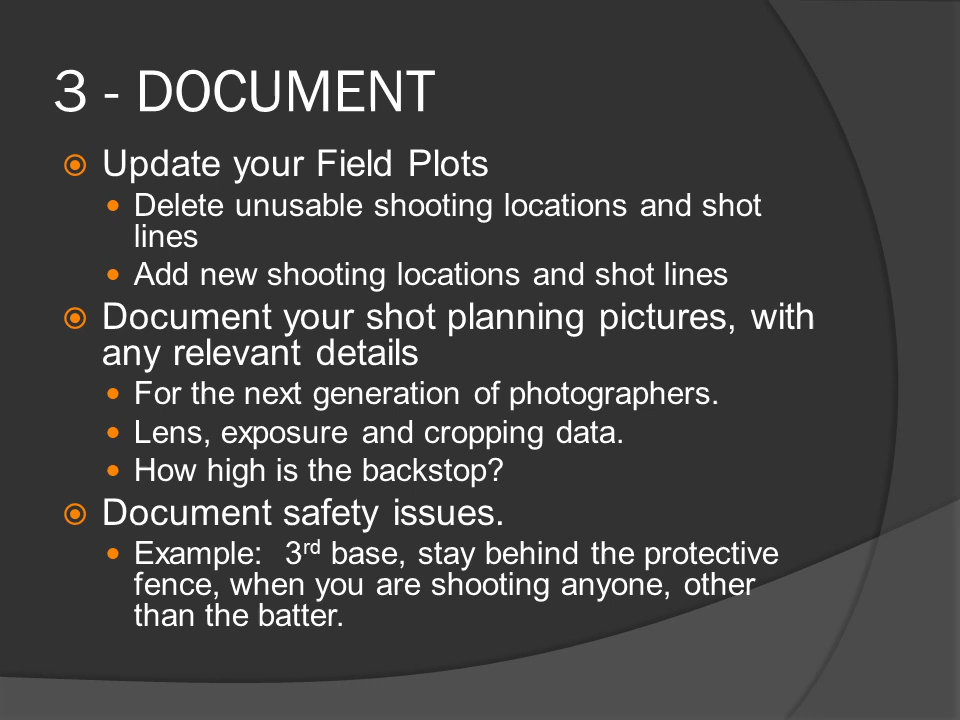 3 - DOCUMENT
Update your Field Plots
Delete unusable shooting locations and shot
lines
Add new shooting locations and shot lines
Document your shot planning pictures, with
any relevant details
For the next generation of photographers.
Lens, exposure and cropping data.
How high is the backstop?
Document safety issues.
Example:  3rd base, stay behind the protective
fence, when you are shooting anyone, other
than the batter.